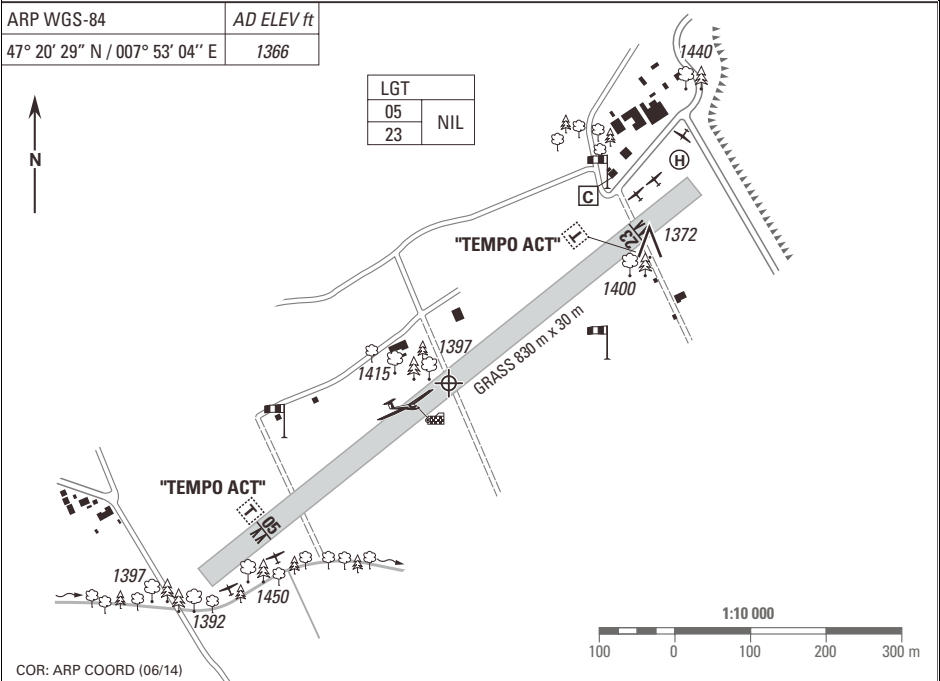 ARP WGS-84
AD ELEV ft
47° 20' 29" N / 007° 53' 04'' E
1366
N
LGT
05
23
NIL
1440
H
C
"TEMPO ACT"
T
23
1372
1400
GRASS 830 m x 30 m
1397
1415
"TEMPO ACT"
T
05
1397
1450
1392
1:10 000
100 0 100 200 300 m
COR: ARP COORD (06/14)